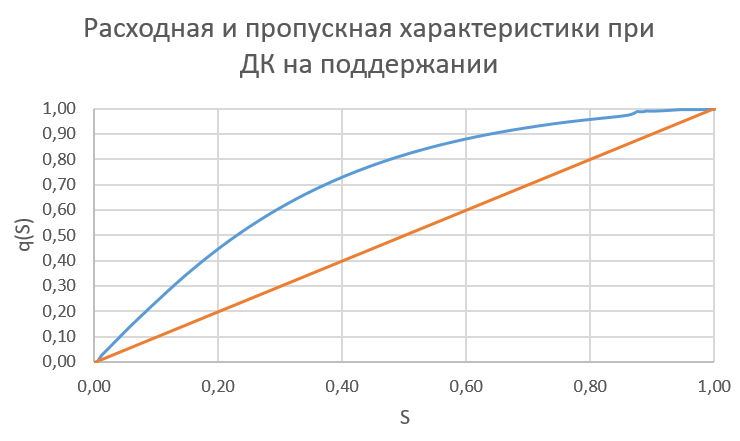 Расходная и пропускная характеристики при
ДК на поддержании
1,00
0,90
0,80
0,70
0,60
0,50
0,40
0,30
0,20
0,10
0,00
q(S)
0,00 0,20 0,40 0,60 0,80 1,00
S